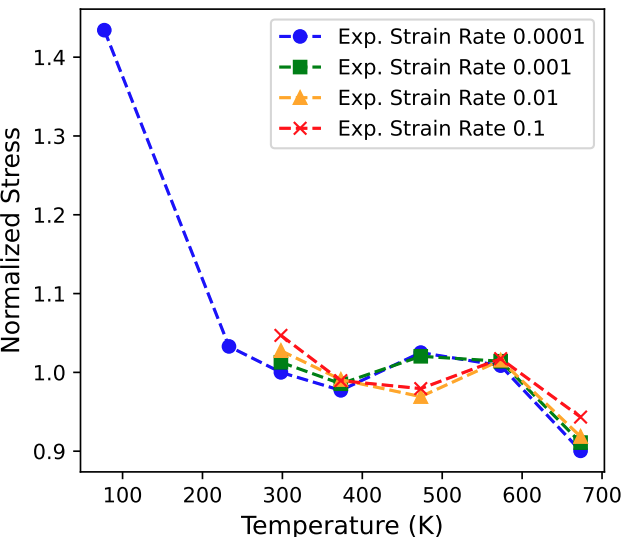 Exp. Strain Rate 0.0001
Exp. Strain Rate 0.001
Exp. Strain Rate 0.01
Exp. Strain Rate 0.1
Normalized Stress
1.4
1.3
1.2
1.1
1.0
0.9
100 200 300 400 500 600 700
Temperature (K)